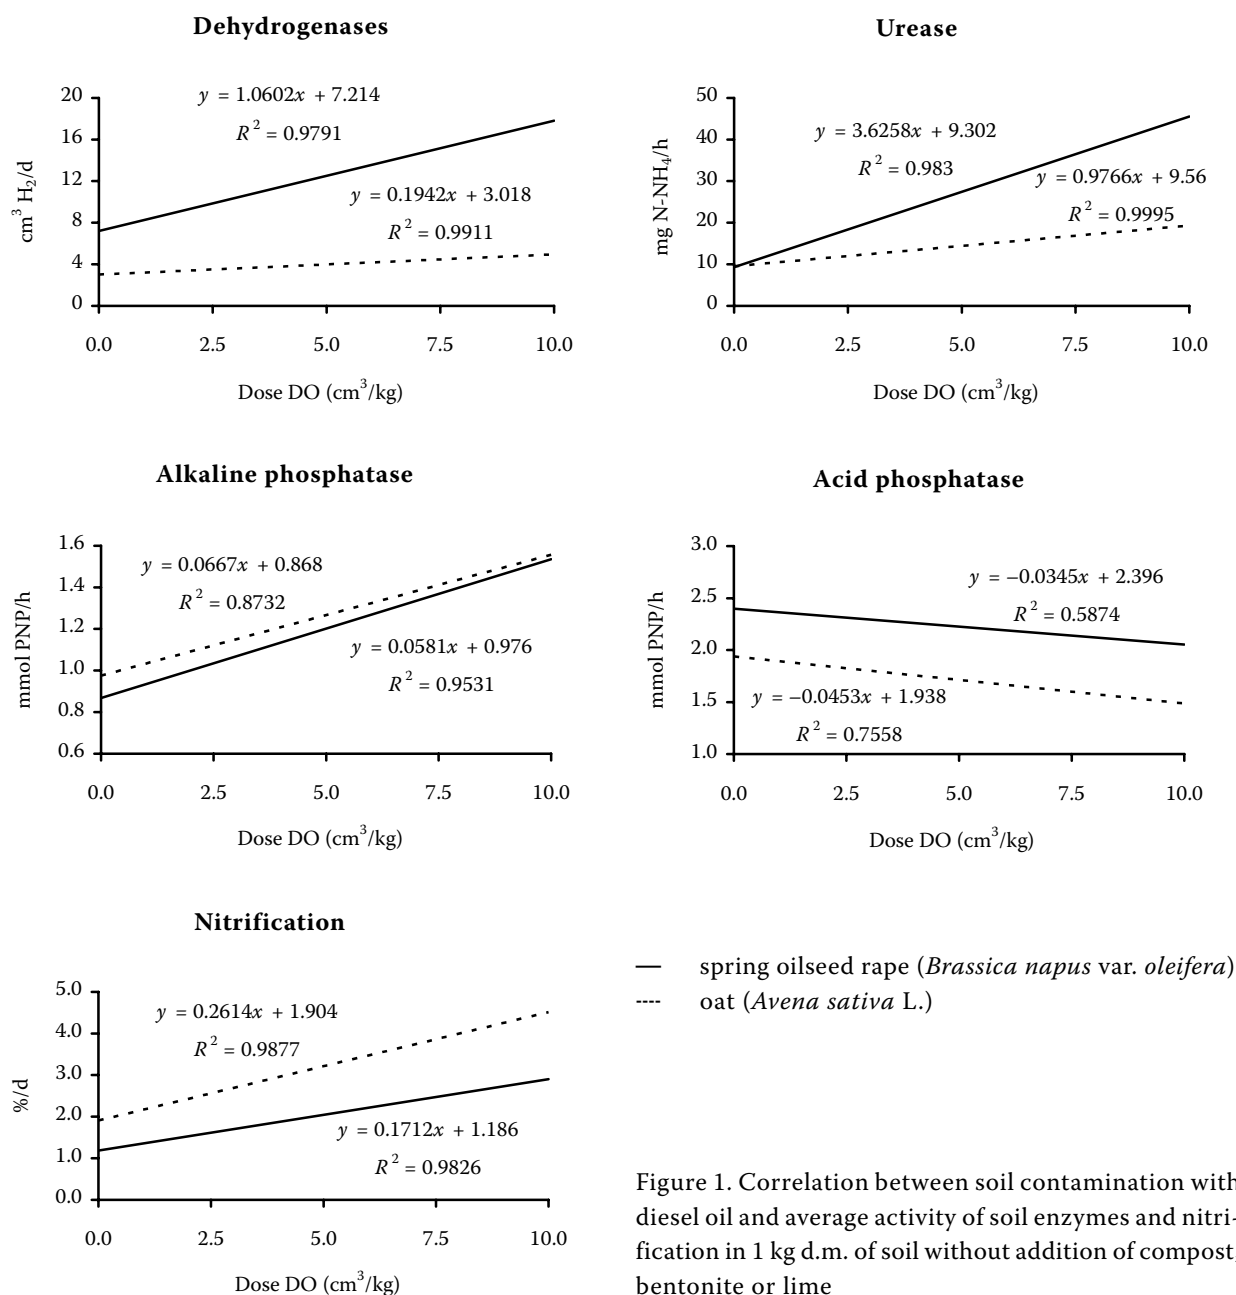 Dehydrogenases
cm³ H₂/d
20
16
12
8
4
0
y = 1.0602x + 7.214
R² = 0.9791
y = 0.1942x + 3.018
R² = 0.9911
0.0 2.5 5.0 7.5 10.0
Dose DO (cm³/kg)
Urease
mg N-NH₄/h
50
40
30
20
10
0
y = 3.6258x + 9.302
R² = 0.983
y = 0.9766x + 9.56
R² = 0.9995
0.0 2.5 5.0 7.5 10.0
Dose DO (cm³/kg)
Alkaline phosphatase
mmol PNP/h
1.6
1.4
1.2
1.0
0.8
0.6
y = 0.0667x + 0.868
R² = 0.8732
y = 0.0581x + 0.976
R² = 0.9531
0.0 2.5 5.0 7.5 10.0
Dose DO (cm³/kg)
Acid phosphatase
mmol PNP/h
3.0
2.5
2.0
1.5
1.0
y = –0.0345x + 2.396
R² = 0.5874
y = –0.0453x + 1.938
R² = 0.7558
0.0 2.5 5.0 7.5 10.0
Dose DO (cm³/kg)
Nitrification
%/d
5.0
4.0
3.0
2.0
1.0
0.0
y = 0.2614x + 1.904
R² = 0.9877
y = 0.1712x + 1.186
R² = 0.9826
0.0 2.5 5.0 7.5 10.0
Dose DO (cm³/kg)
spring oilseed rape (Brassica napus var. oleifera)
oat (Avena sativa L.)
Figure 1. Correlation between soil contamination with
diesel oil and average activity of soil enzymes and nitri-
fication in 1 kg d.m. of soil without addition of compost,
bentonite or lime